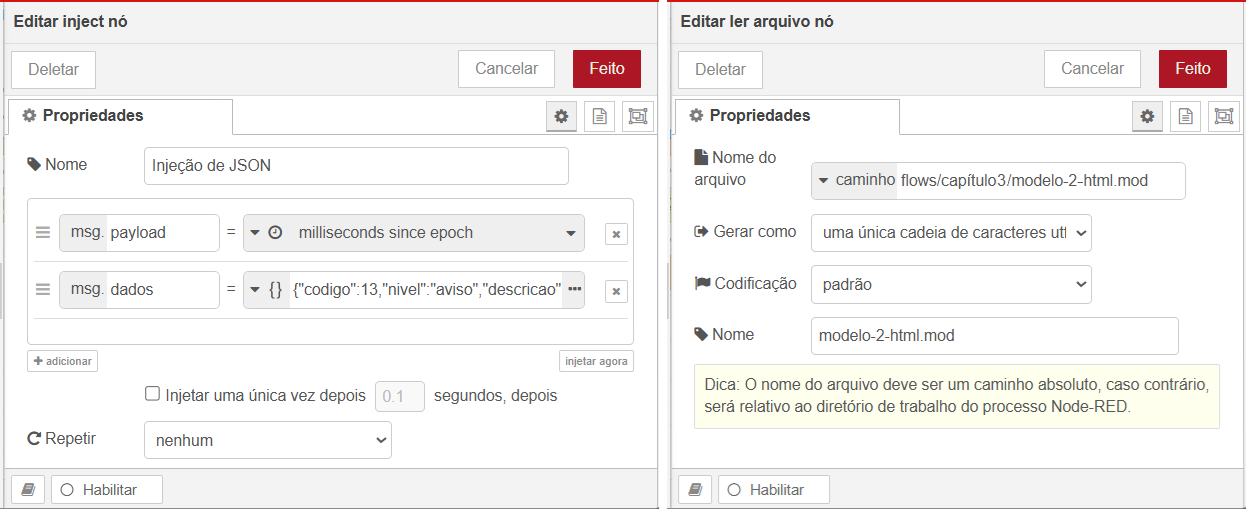 Editar inject nó
Deletar
Cancelar
Feito
Propriedades
Nome
Injeção de JSON
msg. payload = milliseconds since epoch
msg. dados = {} {"codigo":13,"nivel":"aviso","descricao" •••
+ adicionar
injetar agora
Injetar uma única vez depois 0.1 segundos, depois
Repetir
nenhum
Habilitar
Editar ler arquivo nó
Deletar
Cancelar
Feito
Propriedades
Nome do
arquivo
caminho flows/capítulo3/modelo-2-html.mod
Gerar como
uma única cadeia de caracteres utf
Codificação
padrão
Nome
modelo-2-html.mod
Dica: O nome do arquivo deve ser um caminho absoluto, caso contrário,
será relativo ao diretório de trabalho do processo Node-RED.
Habilitar